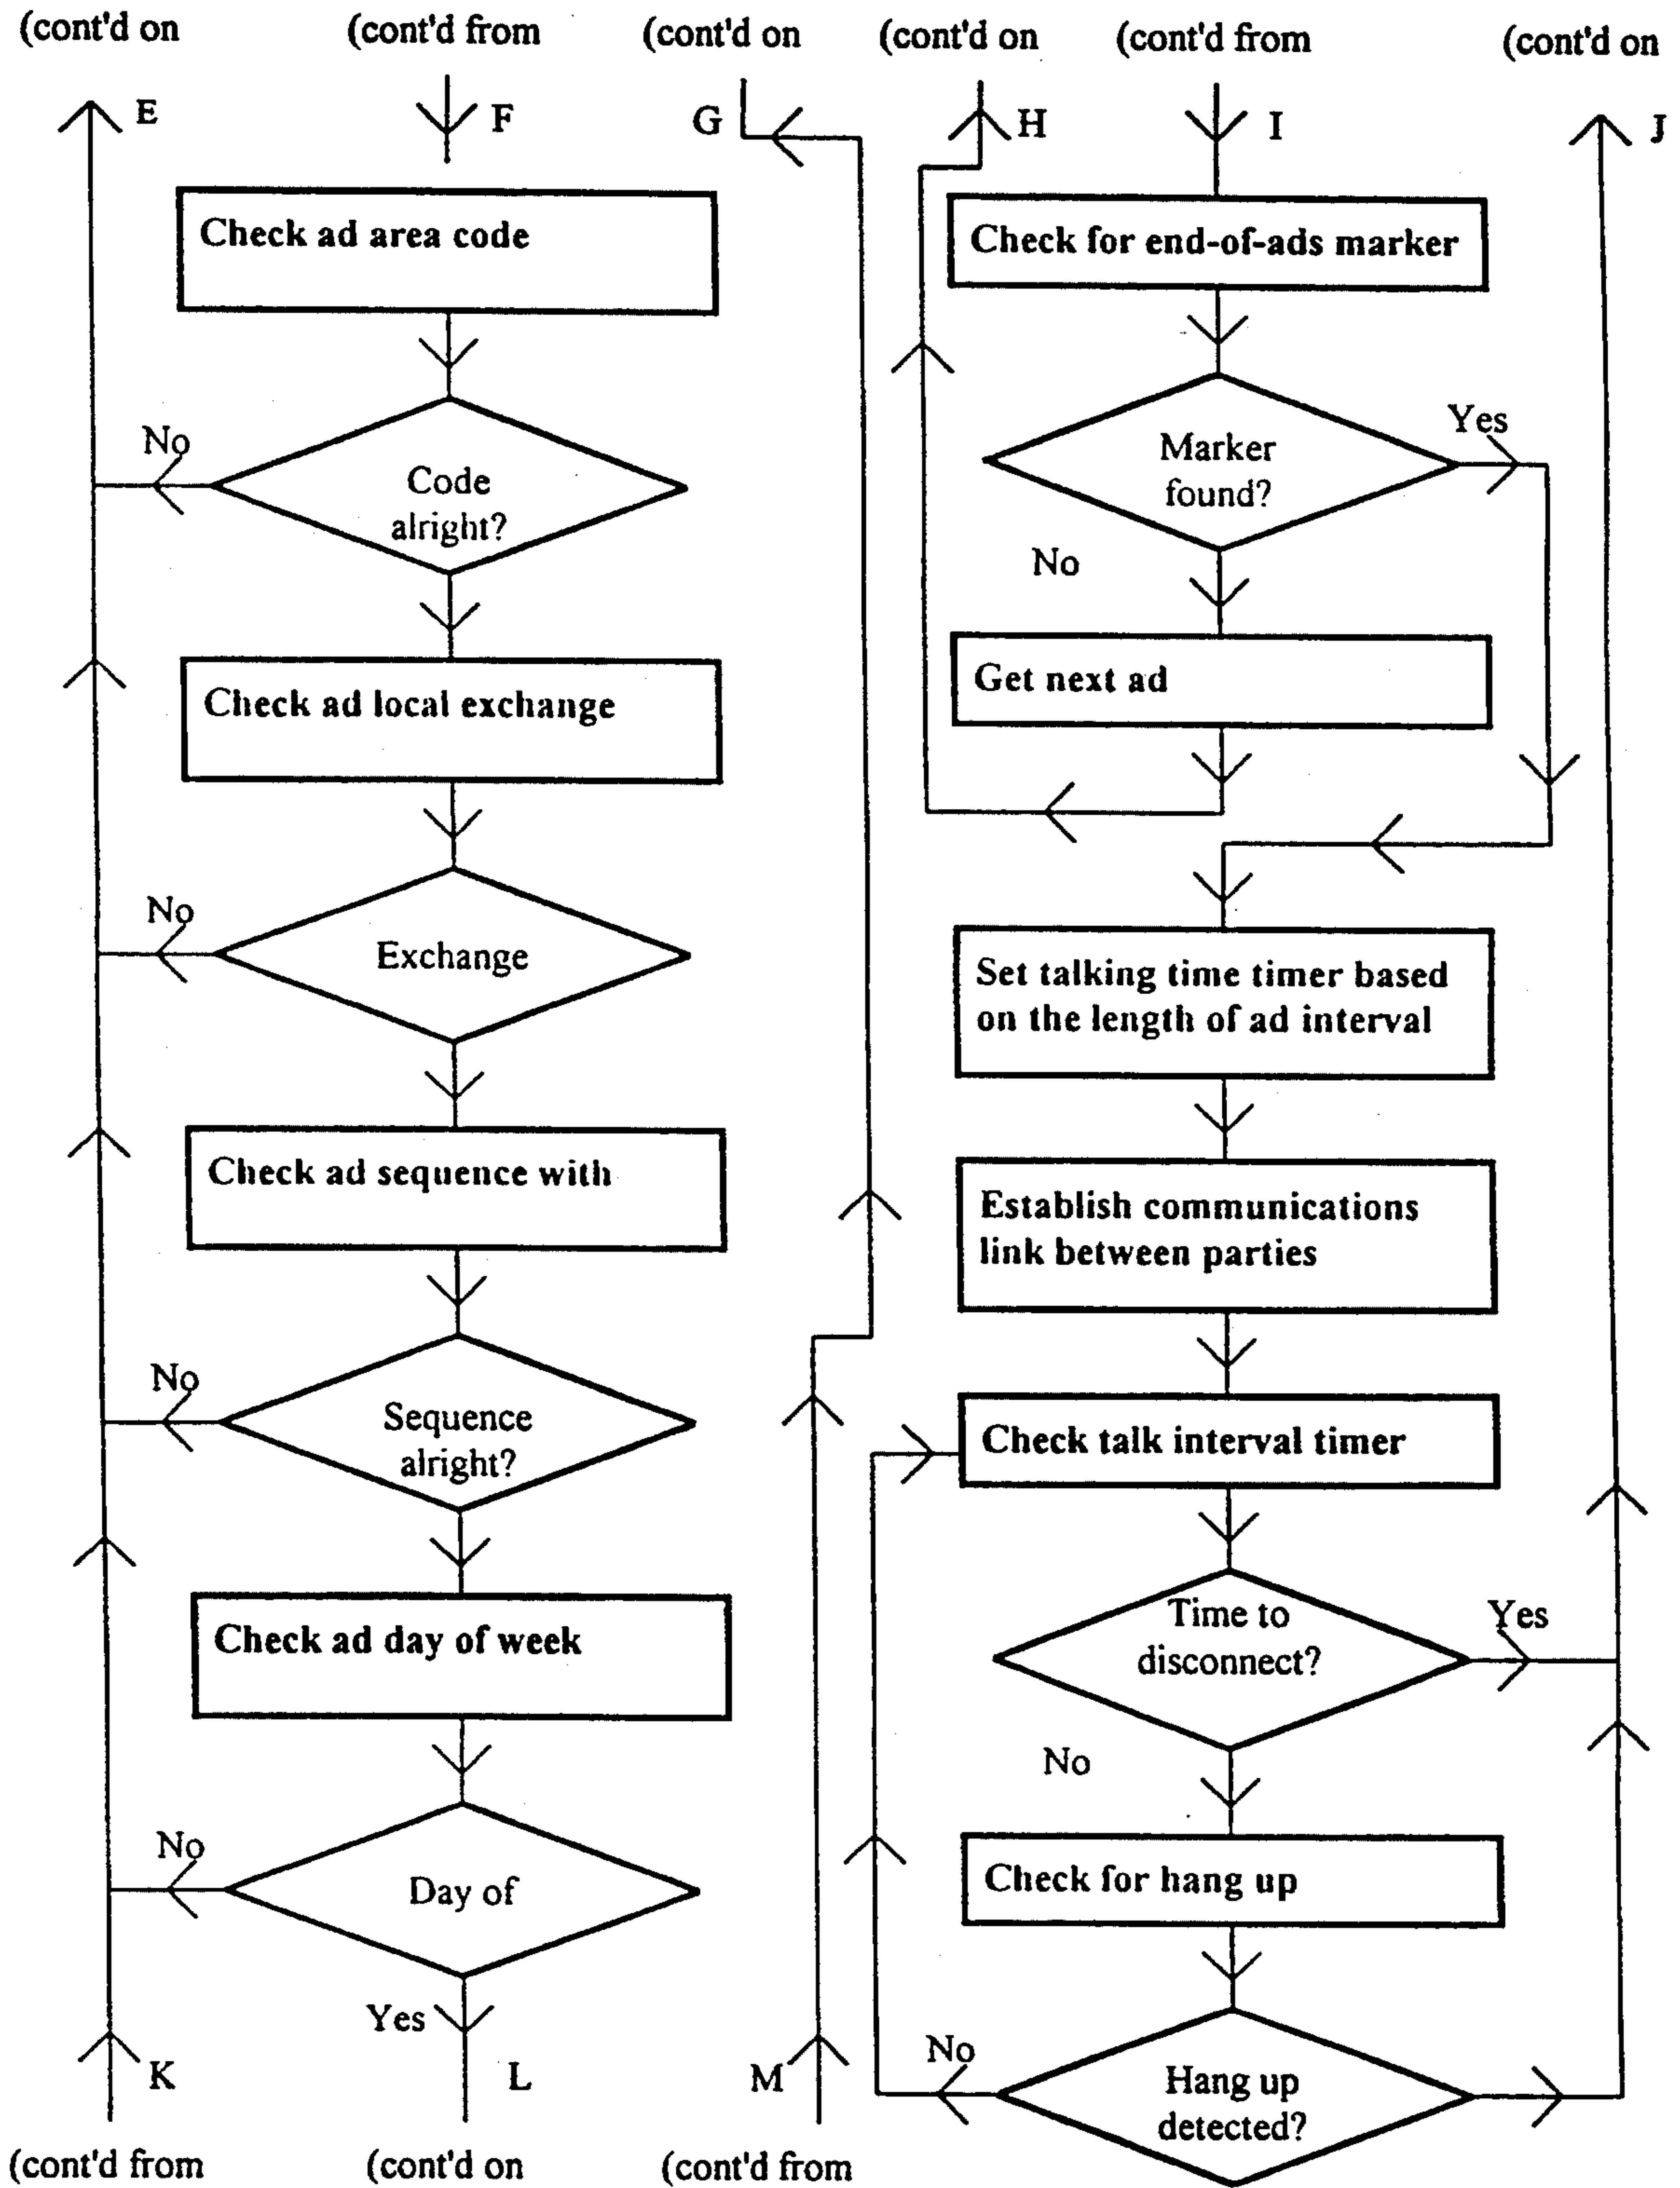 (cont'd on
(cont'd from
(cont'd on
(cont'd on
(cont'd from
(cont'd on
E
F
G
H
I
J
Check ad area code
No
Code
alright?
Check ad local exchange
No
Exchange
Check ad sequence with
No
Sequence
alright?
Check ad day of week
No
Day of
Yes
K
L
M
(cont'd from
(cont'd on
(cont'd from
Check for end-of-ads marker
Marker
found?
Yes
No
Get next ad
Set talking time timer based
on the length of ad interval
Establish communications
link between parties
Check talk interval timer
Time to
disconnect?
Yes
No
Check for hang up
No
Hang up
detected?